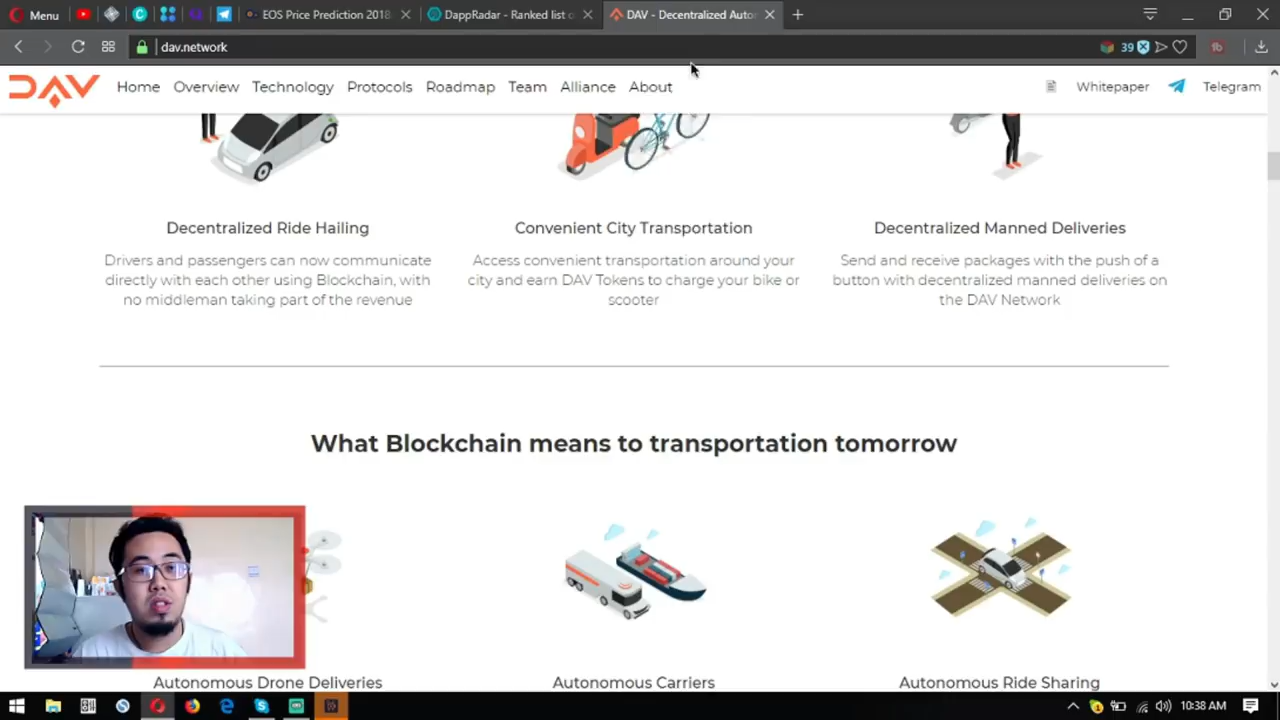 Menu
EOS Price Prediction 2018
DappRadar - Ranked list o
DAV - Decentralized Auto
dav.network
39
DAV
Home
Overview
Technology
Protocols
Roadmap
Team
Alliance
About
Whitepaper
Telegram
Decentralized Ride Hailing
Drivers and passengers can now communicate
directly with each other using Blockchain, with
no middleman taking part of the revenue
Convenient City Transportation
Access convenient transportation around your
city and earn DAV Tokens to charge your bike or
scooter
Decentralized Manned Deliveries
Send and receive packages with the push of a
button with decentralized manned deliveries on
the DAV Network
What Blockchain means to transportation tomorrow
Autonomous Drone Deliveries
Autonomous Carriers
Autonomous Ride Sharing
10:38 AM